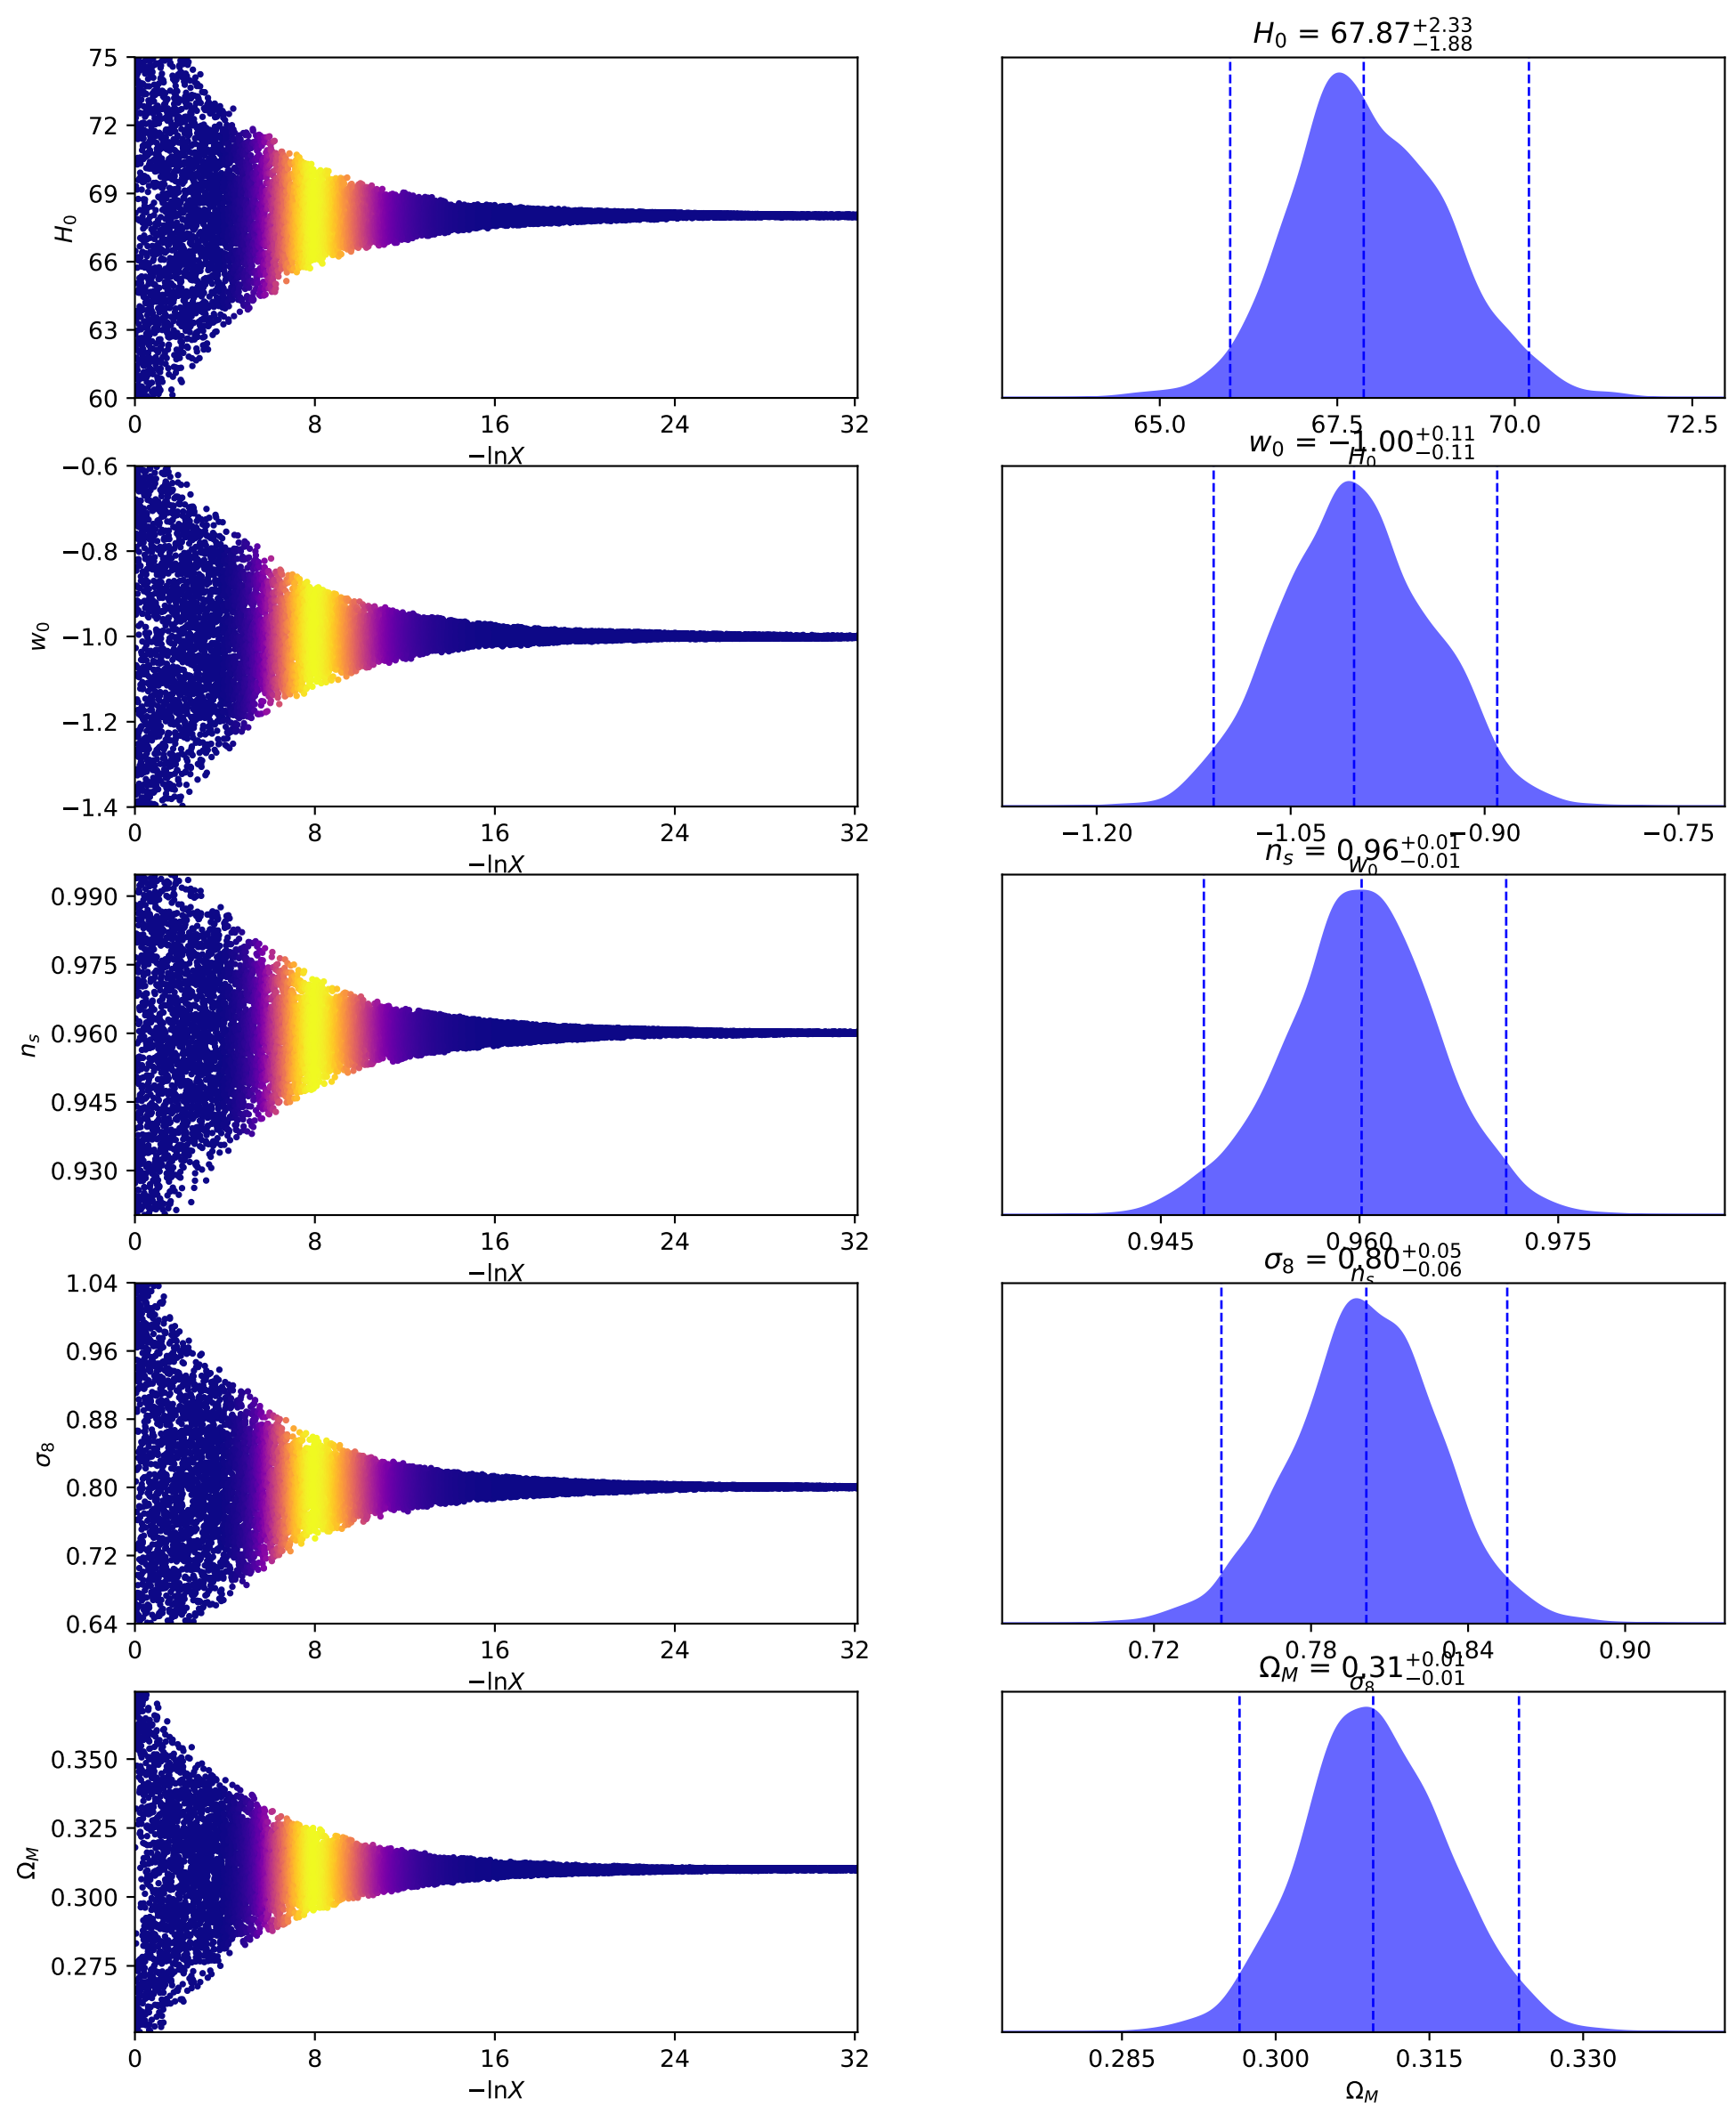 H₀ = 67.87+2.33 −1.88
75
72
69
66
63
60
H₀
0 8 16 24 32
−lnX
65.0 67.5 70.0 72.5
H₀
w₀ = −1.00+0.11 −0.11
−0.6
−0.8
−1.0
−1.2
−1.4
w₀
0 8 16 24 32
−lnX
−1.20 −1.05 −0.90 −0.75
w₀
nₛ = 0.96+0.01 −0.01
0.990
0.975
0.960
0.945
0.930
nₛ
0 8 16 24 32
−lnX
0.945 0.960 0.975
nₛ
σ₈ = 0.80+0.05 −0.06
1.04
0.96
0.88
0.80
0.72
0.64
σ₈
0 8 16 24 32
−lnX
0.72 0.78 0.84 0.90
σ₈
Ω_M = 0.31+0.01 −0.01
0.350
0.325
0.300
0.275
Ω_M
0 8 16 24 32
−lnX
0.285 0.300 0.315 0.330
Ω_M